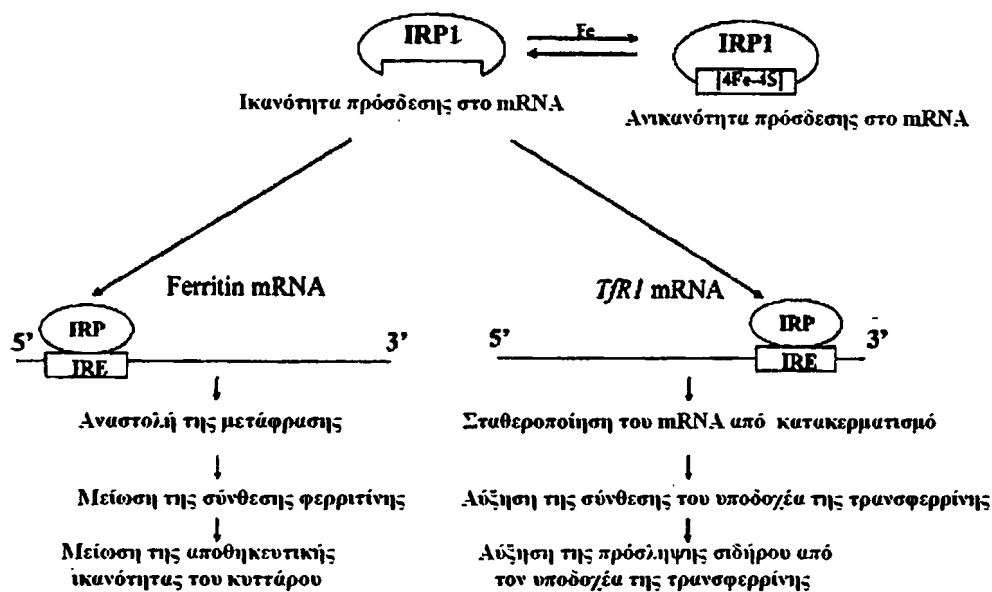 IRP1
Fe
IRP1
[4Fe-4S]
Ικανότητα πρόσδεσης στο mRNA
Ανικανότητα πρόσδεσης στο mRNA
Ferritin mRNA
TfR1 mRNA
5’
IRP
3’
IRE
5’
IRP
3’
IRE
Αναστολή της μετάφρασης
Σταθεροποίηση του mRNA από κατακερματισμό
Μείωση της σύνθεσης φερριτίνης
Αύξηση της σύνθεσης του υποδοχέα της τρανσφερρίνης
Μείωση της αποθηκευτικής
ικανότητας του κυττάρου
Αύξηση της πρόσληψης σιδήρου από
τον υποδοχέα της τρανσφερρίνης